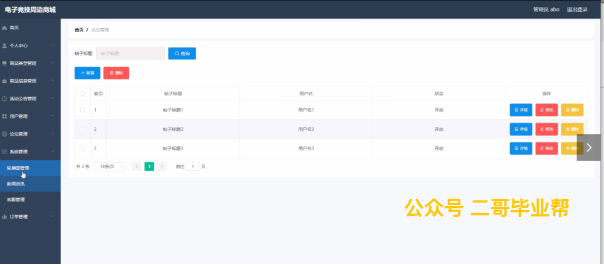 电子竞技周边商城
管理员 abo 退出登录
首页
首页 / 论坛管理
个人中心
帖子标题 帖子标题 查询
商品类型管理
新增 删除
商品信息管理
索引 帖子标题 用户名 状态 操作
活动公告管理
1 帖子标题1 用户名1 开放 详情 修改 删除
用户管理
2 帖子标题2 用户名2 开放 详情 修改 删除
论坛管理
3 帖子标题3 用户名3 开放 详情 修改 删除
系统管理
共 3 条 10条/页 1 前往 1 页
轮播图管理
新闻资讯
客服管理
订单管理
公众号 二哥毕业帮